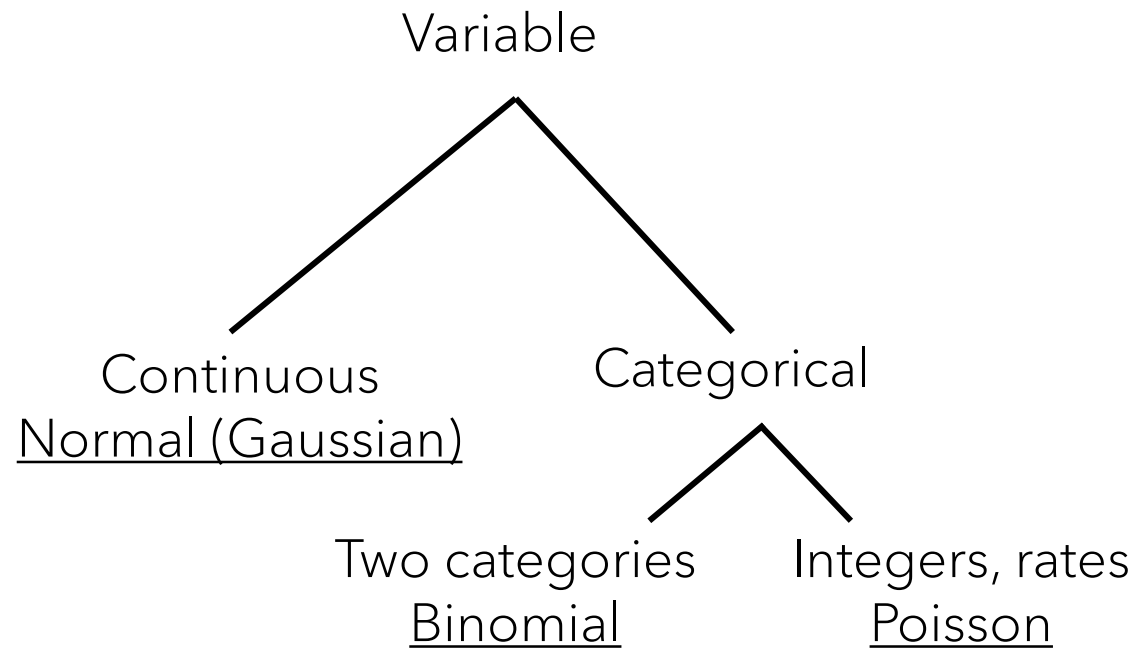 Variable
Continuous
Normal (Gaussian)
Categorical
Two categories
Binomial
Integers, rates
Poisson